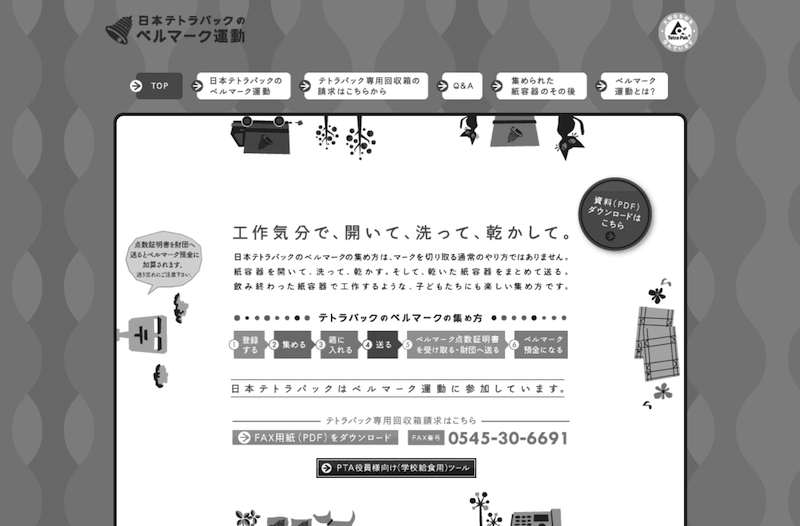 日本テトラパックの
ベルマーク運動
Tetra Pak®
TOP
日本テトラパックの
ベルマーク運動
テトラパック専用回収箱の
請求はこちらから
Q&A
集められた
紙容器のその後
ベルマーク
運動とは?
資料(PDF)
ダウンロードは
こちら
工作気分で、開いて、洗って、乾かして。
点数証明書を財団へ
送るとベルマーク預金に
加算されます。
送り忘れにご注意下さい。
日本テトラパックのベルマークの集め方は、マークを切り取る通常のやり方ではありません。
紙容器を開いて、洗って、乾かす。そして、乾いた紙容器をまとめて送る。
飲み終わった紙容器で工作するような、子どもたちにも楽しい集め方です。
テトラパックのベルマークの集め方
1 登録
する
2 集める
3 箱に
入れる
4 送る
5 ベルマーク点数証明書
を受け取る・財団へ送る
6 ベルマーク
預金になる
日本テトラパックはベルマーク運動に参加しています。
テトラパック専用回収箱請求はこちら
FAX用紙(PDF)をダウンロード
FAX番号 0545-30-6691
PTA役員様向け(学校給食用)ツール